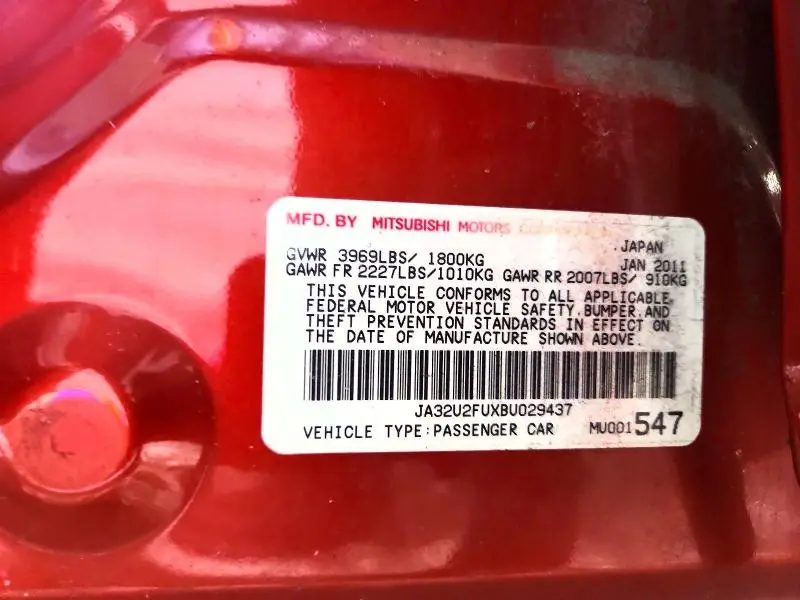 MFD. BY MITSUBISHI MOTORS
JAPAN
GVWR 3969LBS/ 1800KG JAN 2011
GAWR FR 2227LBS/1010KG GAWR RR 2007LBS/ 910KG
THIS VEHICLE CONFORMS TO ALL APPLICABLE
FEDERAL MOTOR VEHICLE SAFETY,BUMPER,AND
THEFT PREVENTION STANDARDS IN EFFECT ON
THE DATE OF MANUFACTURE SHOWN ABOVE.
JA32U2FUXBU029437
VEHICLE TYPE:PASSENGER CAR MU001547